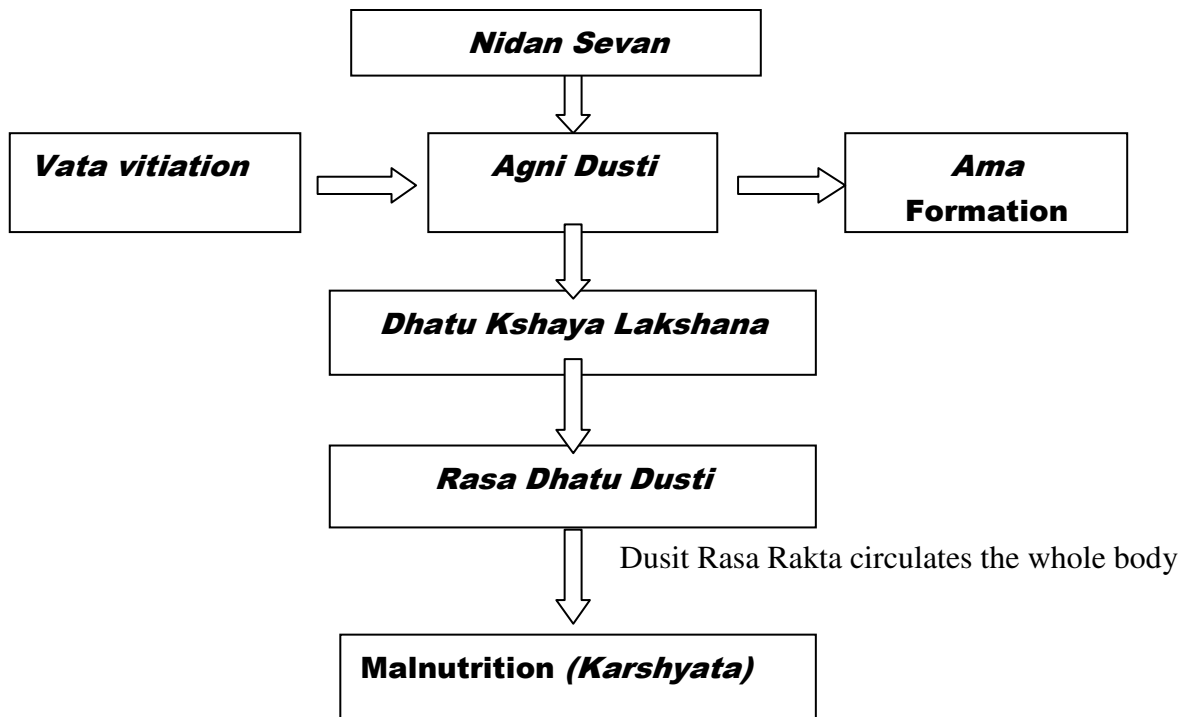 Nidan Sevan
Vata vitiation
Agni Dusti
Ama
Formation
Dhatu Kshaya Lakshana
Rasa Dhatu Dusti
Dusit Rasa Rakta circulates the whole body
Malnutrition (Karshyata)